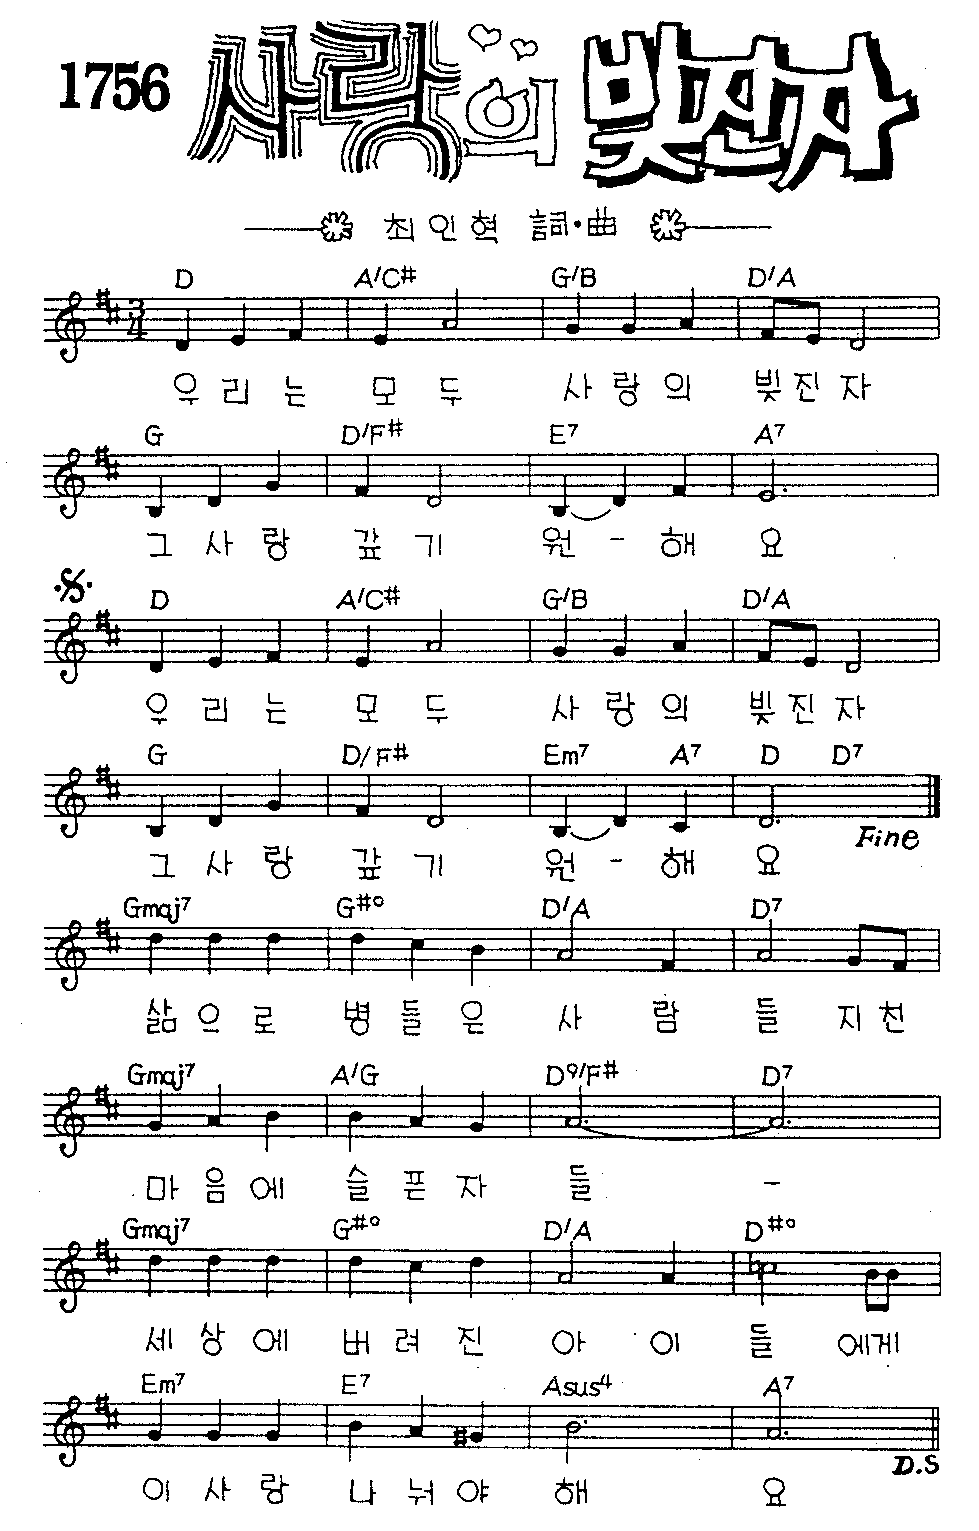 1756 사랑의 빚진자
최인혁 詞·曲
D A/C# G/B D/A
3/4
우리는 모두 사랑의 빚진자
G D/F# E7 A7
그사랑 갚기 원-해 요
D A/C# G/B D/A
우리는 모두 사랑의 빚진자
G D/F# Em7 A7 D D7
Fine
그사랑 갚기 원-해 요
Gmaj7 G#° D/A D7
삶으로 병들은 사람 들 지친
Gmaj7 A/G D9/F# D7
마음에 슬픈자 들 -
Gmaj7 G#° D/A D#°
세상에 버려진 아이 들 에게
Em7 E7 Asus4 A7
D.S
이사랑 나눠야 해 요